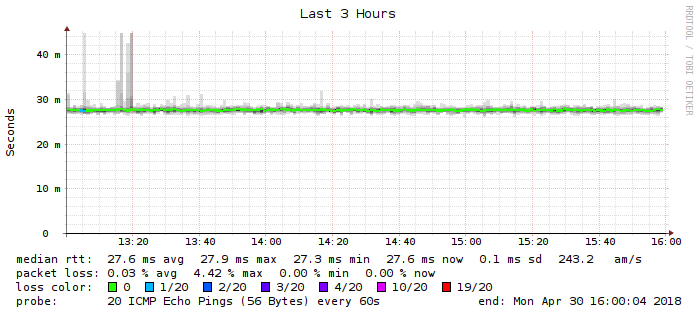 Last 3 Hours
RRDTOOL / TOBI OETIKER
Seconds
40 m
30 m
20 m
10 m
0
13:20 13:40 14:00 14:20 14:40 15:00 15:20 15:40 16:00
median rtt: 27.6 ms avg 27.9 ms max 27.3 ms min 27.6 ms now 0.1 ms sd 243.2 am/s
packet loss: 0.03 % avg 4.42 % max 0.00 % min 0.00 % now
loss color: 0 1/20 2/20 3/20 4/20 10/20 19/20
probe: 20 ICMP Echo Pings (56 Bytes) every 60s end: Mon Apr 30 16:00:04 2018